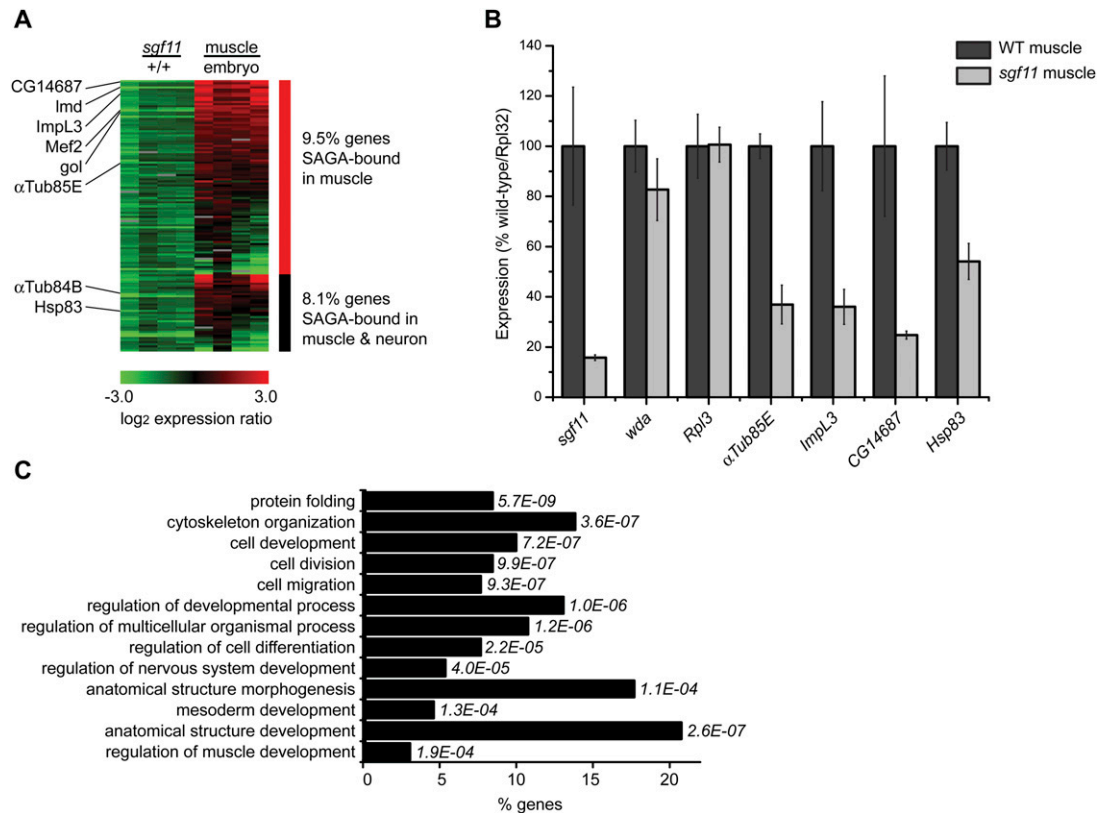 A
sgf11
+/+
muscle
embryo
CG14687
lmd
ImpL3
Mef2
gol
αTub85E
αTub84B
Hsp83
9.5% genes
SAGA-bound
in muscle
8.1% genes
SAGA-bound in
muscle & neuron
-3.0
3.0
log2 expression ratio
B
Expression (% wild-type/Rpl32)
140
120
100
80
60
40
20
0
WT muscle
sgf11 muscle
sgf11
wda
Rpl3
αTub85E
ImpL3
CG14687
Hsp83
C
protein folding 5.7E-09
cytoskeleton organization 3.6E-07
cell development 7.2E-07
cell division 9.9E-07
cell migration 9.3E-07
regulation of developmental process 1.0E-06
regulation of multicellular organismal process 1.2E-06
regulation of cell differentiation 2.2E-05
regulation of nervous system development 4.0E-05
anatomical structure morphogenesis 1.1E-04
mesoderm development 1.3E-04
anatomical structure development 2.6E-07
regulation of muscle development 1.9E-04
0 5 10 15 20
% genes